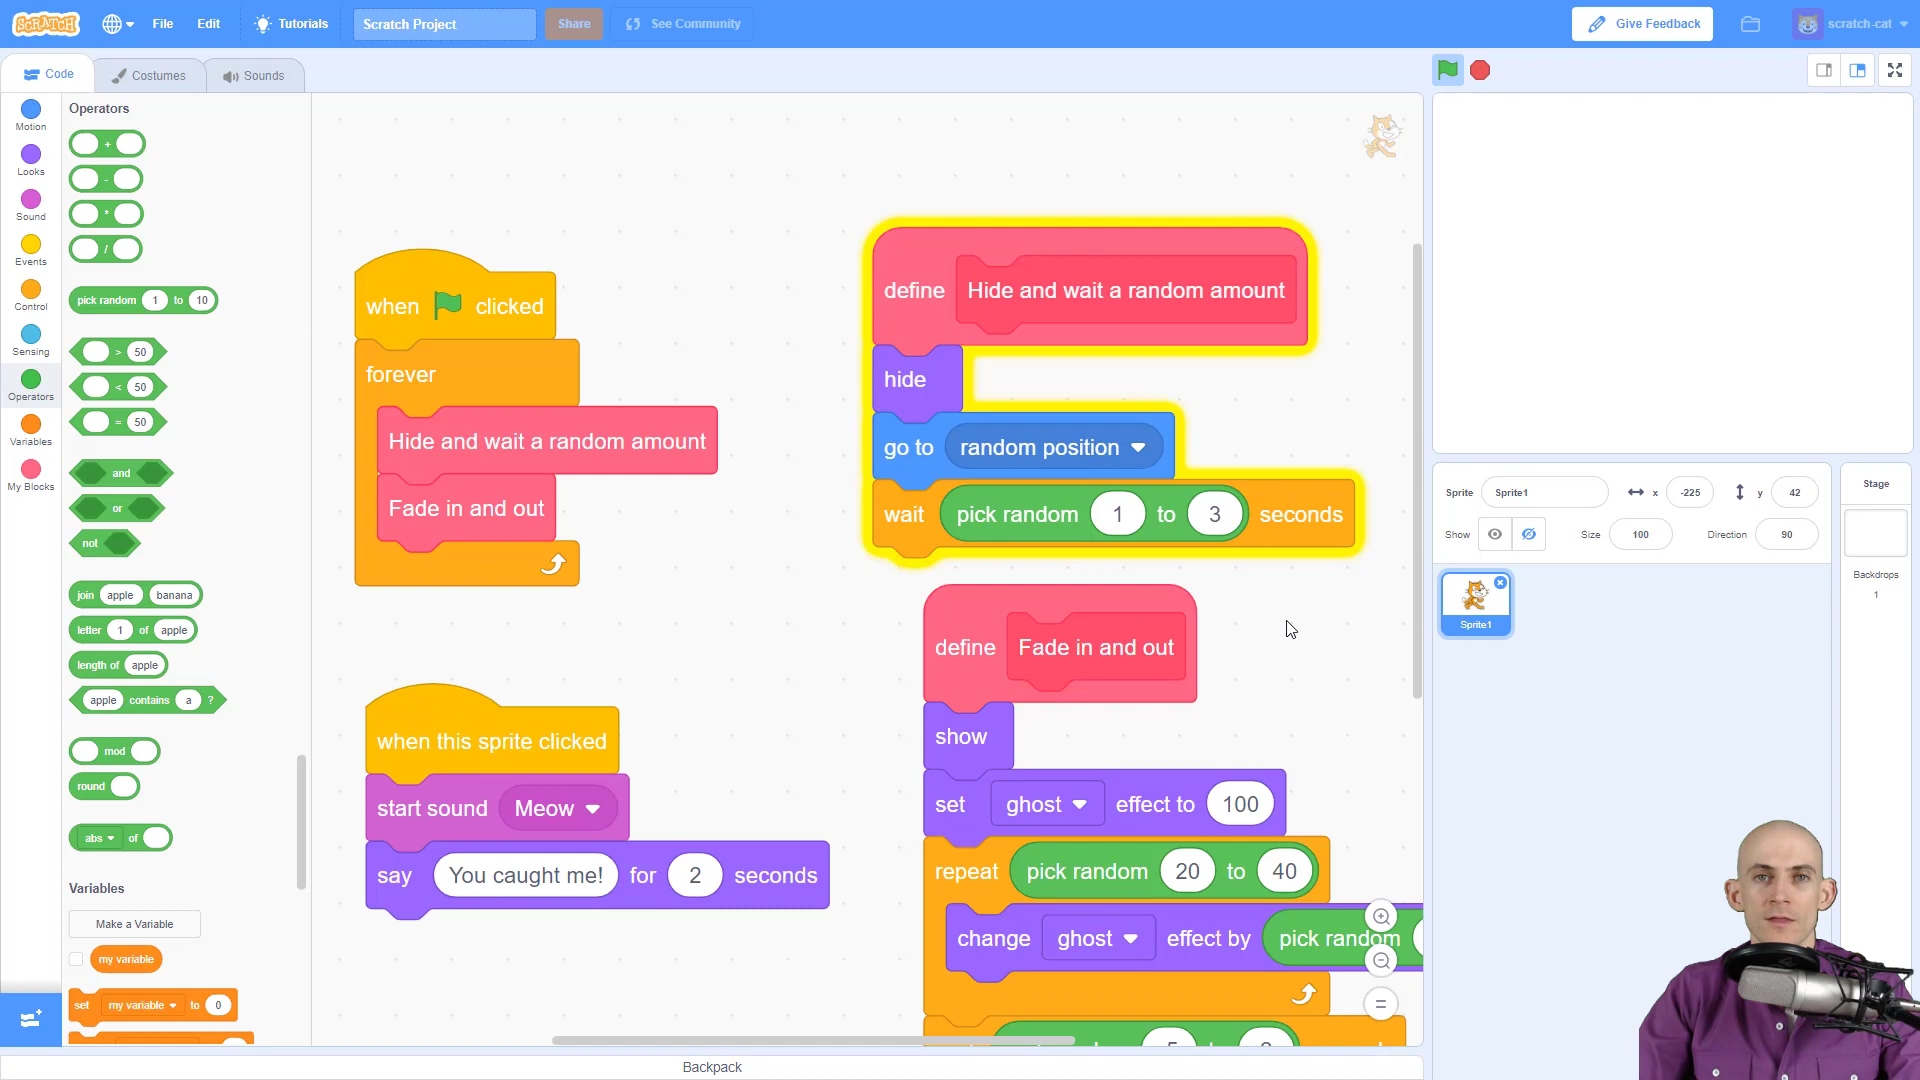 SCRATCH
File
Edit
Tutorials
Scratch Project
Share
See Community
Give Feedback
scratch-cat
Code
Costumes
Sounds
Motion
Looks
Sound
Events
Control
Sensing
Operators
Variables
My Blocks
Operators
+
-
*
/
pick random 1 to 10
> 50
< 50
= 50
and
or
not
join apple banana
letter 1 of apple
length of apple
apple contains a ?
mod
round
abs of
Variables
Make a Variable
my variable
set my variable to 0
when clicked
forever
Hide and wait a random amount
Fade in and out
when this sprite clicked
start sound Meow
say You caught me! for 2 seconds
define Hide and wait a random amount
hide
go to random position
wait pick random 1 to 3 seconds
define Fade in and out
show
set ghost effect to 100
repeat pick random 20 to 40
change ghost effect by pick random
Backpack
Sprite Sprite1 x -225 y 42
Show Size 100 Direction 90
Sprite1
Stage
Backdrops
1